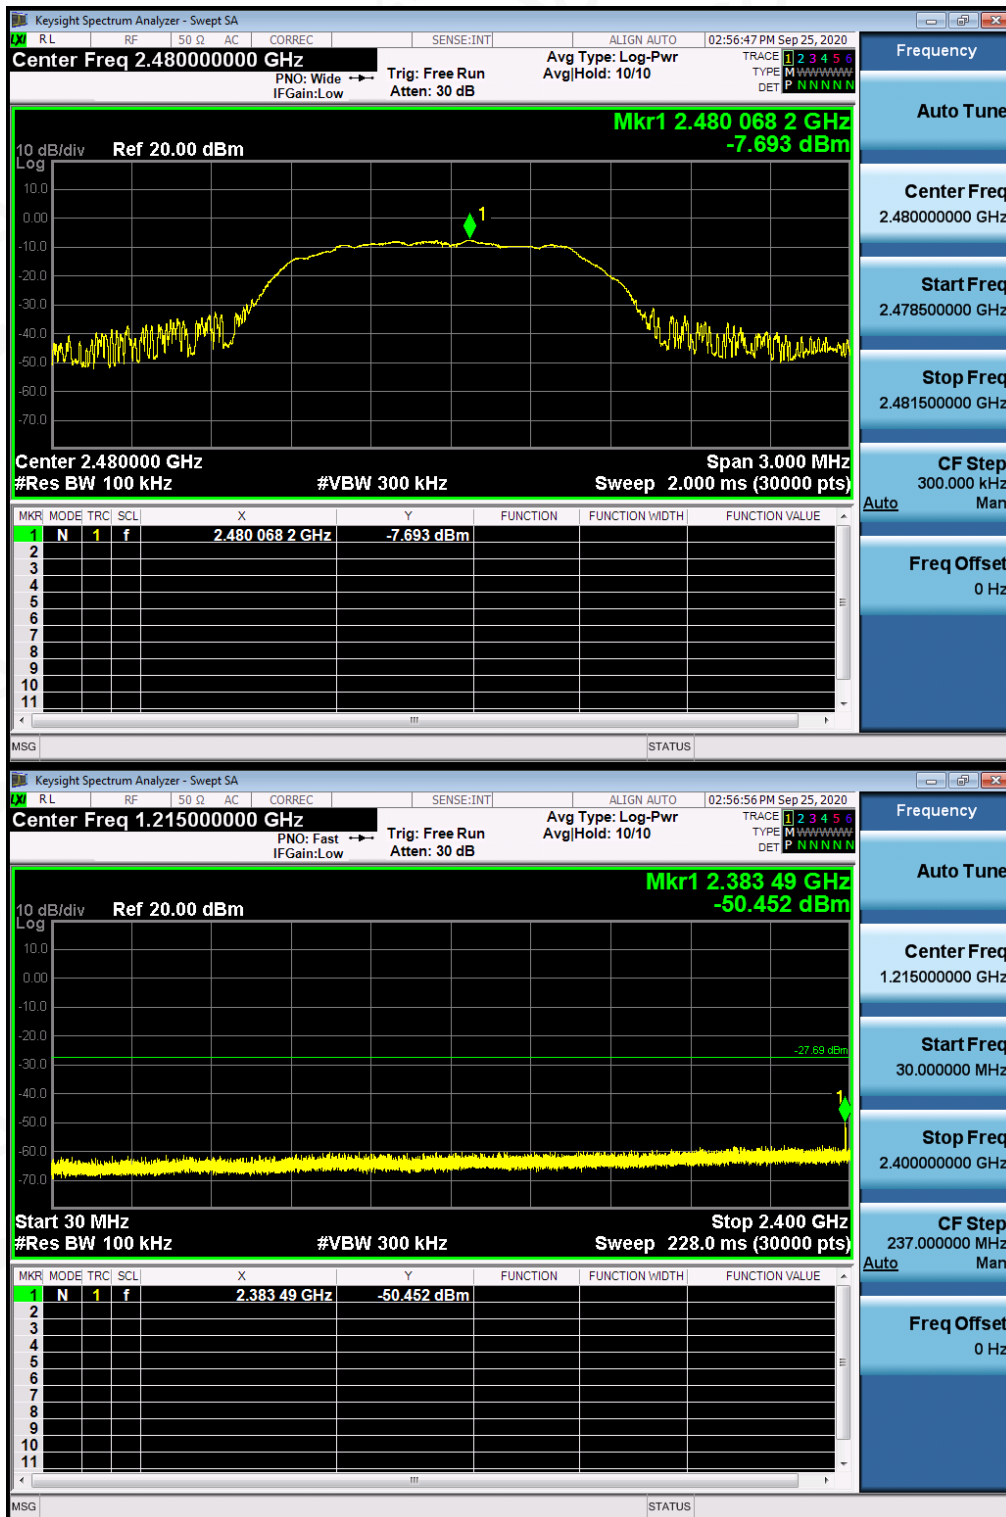 Keysight Spectrum Analyzer - Swept SA
LXI RL RF 50 Ω AC CORREC SENSE:INT ALIGN AUTO 02:56:47 PM Sep 25, 2020
Center Freq 2.480000000 GHz
PNO: Wide
IFGain:Low
Trig: Free Run
Atten: 30 dB
Avg Type: Log-Pwr
Avg|Hold: 10/10
TRACE 1 2 3 4 5 6
TYPE M WWWWW
DET P N N N N N
Mkr1 2.480 068 2 GHz
-7.693 dBm
10 dB/div Ref 20.00 dBm
Log
10.0
0.00
-10.0
-20.0
-30.0
-40.0
-50.0
-60.0
-70.0
1
Center 2.480000 GHz Span 3.000 MHz
#Res BW 100 kHz #VBW 300 kHz Sweep 2.000 ms (30000 pts)
MKR MODE TRC SCL X Y FUNCTION FUNCTION WIDTH FUNCTION VALUE
1 N 1 f 2.480 068 2 GHz -7.693 dBm
2
3
4
5
6
7
8
9
10
11
MSG STATUS
Frequency
Auto Tune
Center Freq
2.480000000 GHz
Start Freq
2.478500000 GHz
Stop Freq
2.481500000 GHz
CF Step
300.000 kHz
Auto Man
Freq Offset
0 Hz
Keysight Spectrum Analyzer - Swept SA
LXI RL RF 50 Ω AC CORREC SENSE:INT ALIGN AUTO 02:56:56 PM Sep 25, 2020
Center Freq 1.215000000 GHz
PNO: Fast
IFGain:Low
Trig: Free Run
Atten: 30 dB
Avg Type: Log-Pwr
Avg|Hold: 10/10
TRACE 1 2 3 4 5 6
TYPE M WWWWW
DET P N N N N N
Mkr1 2.383 49 GHz
-50.452 dBm
10 dB/div Ref 20.00 dBm
Log
10.0
0.00
-10.0
-20.0
-30.0
-40.0
-50.0
-60.0
-70.0
-27.69 dBm
1
Start 30 MHz Stop 2.400 GHz
#Res BW 100 kHz #VBW 300 kHz Sweep 228.0 ms (30000 pts)
MKR MODE TRC SCL X Y FUNCTION FUNCTION WIDTH FUNCTION VALUE
1 N 1 f 2.383 49 GHz -50.452 dBm
2
3
4
5
6
7
8
9
10
11
MSG STATUS
Frequency
Auto Tune
Center Freq
1.215000000 GHz
Start Freq
30.000000 MHz
Stop Freq
2.400000000 GHz
CF Step
237.000000 MHz
Auto Man
Freq Offset
0 Hz